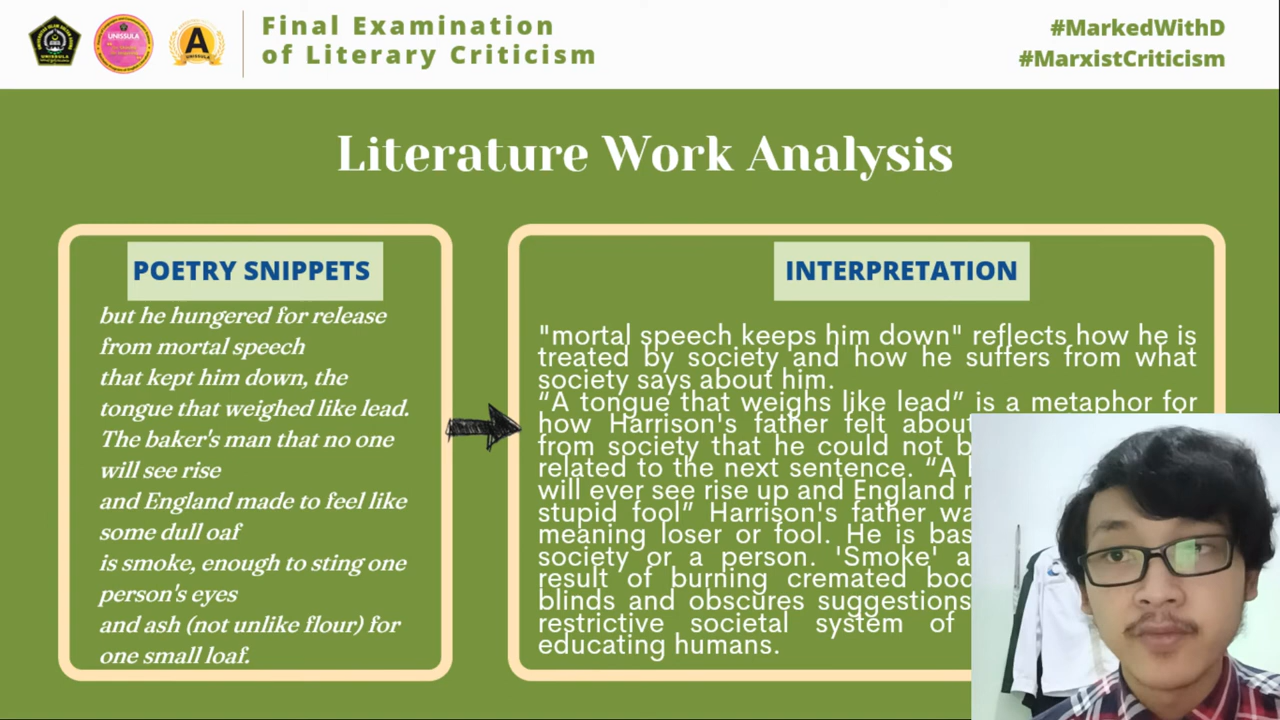 Final Examination
of Literary Criticism
#MarkedWithD
#MarxistCriticism
UNISSULA
UNISSULA
A
UNISSULA
Literature Work Analysis
POETRY SNIPPETS
but he hungered for release
from mortal speech
that kept him down, the
tongue that weighed like lead.
The baker's man that no one
will see rise
and England made to feel like
some dull oaf
is smoke, enough to sting one
person's eyes
and ash (not unlike flour) for
one small loaf.
INTERPRETATION
"mortal speech keeps him down" reflects how he is
treated by society and how he suffers from what
society says about him.
“A tongue that weighs like lead” is a metaphor for
how Harrison's father felt about
from society that he could not
related to the next sentence. “A
will ever see rise up and England
stupid fool” Harrison's father
meaning loser or fool. He is
society or a person. 'Smoke'
result of burning cremated
blinds and obscures suggestions
restrictive societal system of
educating humans.